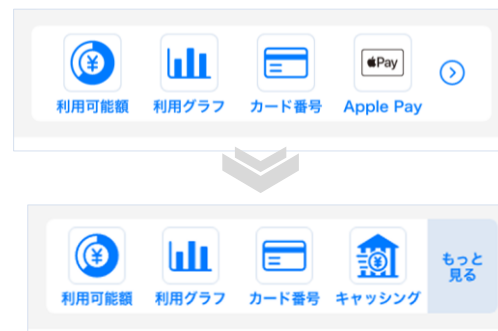 Pay
利用可能額
利用グラフ
カード番号
Apple Pay
利用可能額
利用グラフ
カード番号
キャッシング
もっと
見る